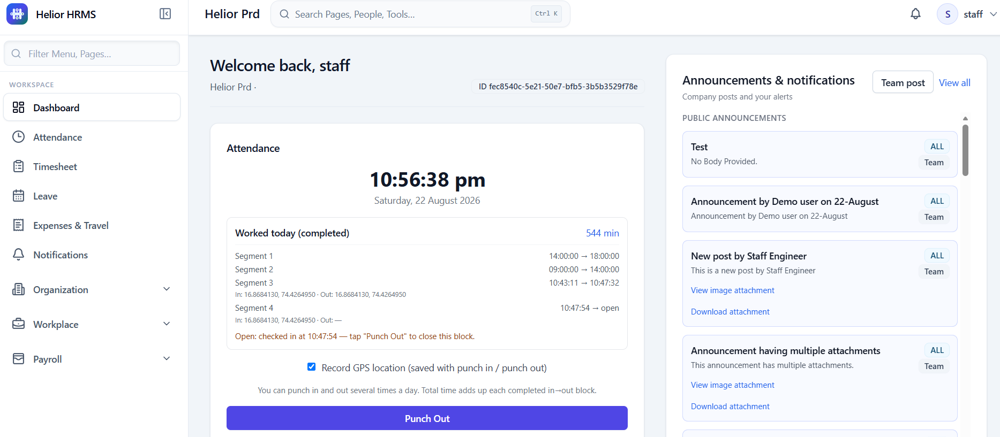 Helior HRMS
Filter Menu, Pages...
WORKSPACE
Dashboard
Attendance
Timesheet
Leave
Expenses & Travel
Notifications
Organization
Workplace
Payroll
Helior Prd
Search Pages, People, Tools...
Ctrl K
S
staff
Welcome back, staff
Helior Prd ·
ID fec8540c-5e21-50e7-bfb5-3b5b3529f78e
Attendance
10:56:38 pm
Saturday, 22 August 2026
Worked today (completed) 544 min
Segment 1 14:00:00 → 18:00:00
Segment 2 09:00:00 → 14:00:00
Segment 3 10:43:11 → 10:47:32
In: 16.8684130, 74.4264950 · Out: 16.8684130, 74.4264950
Segment 4 10:47:54 → open
In: 16.8684130, 74.4264950 · Out: —
Open: checked in at 10:47:54 — tap "Punch Out" to close this block.
Record GPS location (saved with punch in / punch out)
You can punch in and out several times a day. Total time adds up each completed in→out block.
Punch Out
Announcements & notifications
Team post
View all
Company posts and your alerts
PUBLIC ANNOUNCEMENTS
Test
ALL
No Body Provided.
Team
Announcement by Demo user on 22-August
ALL
Announcement by Demo user on 22-August
Team
New post by Staff Engineer
ALL
This is a new post by Staff Engineer
Team
View image attachment
Download attachment
Announcement having multiple attachments
ALL
This announcement has multiple attachments.
Team
View image attachment
Download attachment